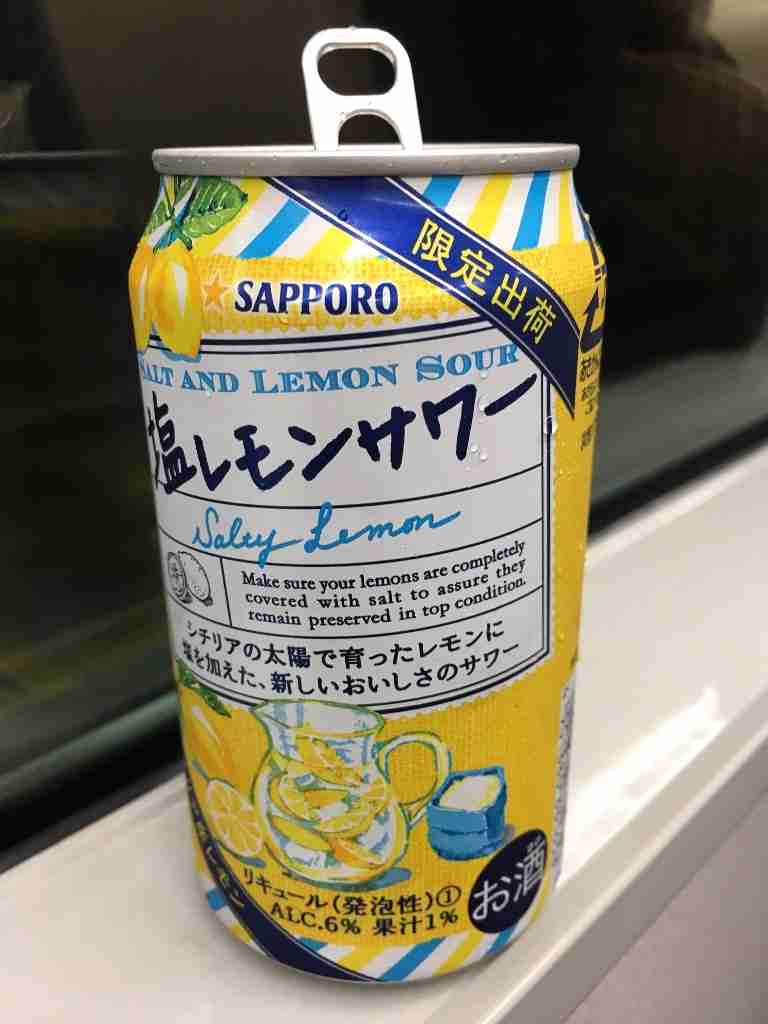 限定出荷
SAPPORO
SALT AND LEMON SOUR
塩レモンサワー
Salty Lemon
Make sure your lemons are completely
covered with salt to assure they
remain preserved in top condition.
シチリアの太陽で育ったレモンに
塩を加えた、新しいおいしさのサワー
リキュール(発泡性)①
ALC.6% 果汁1%
お酒